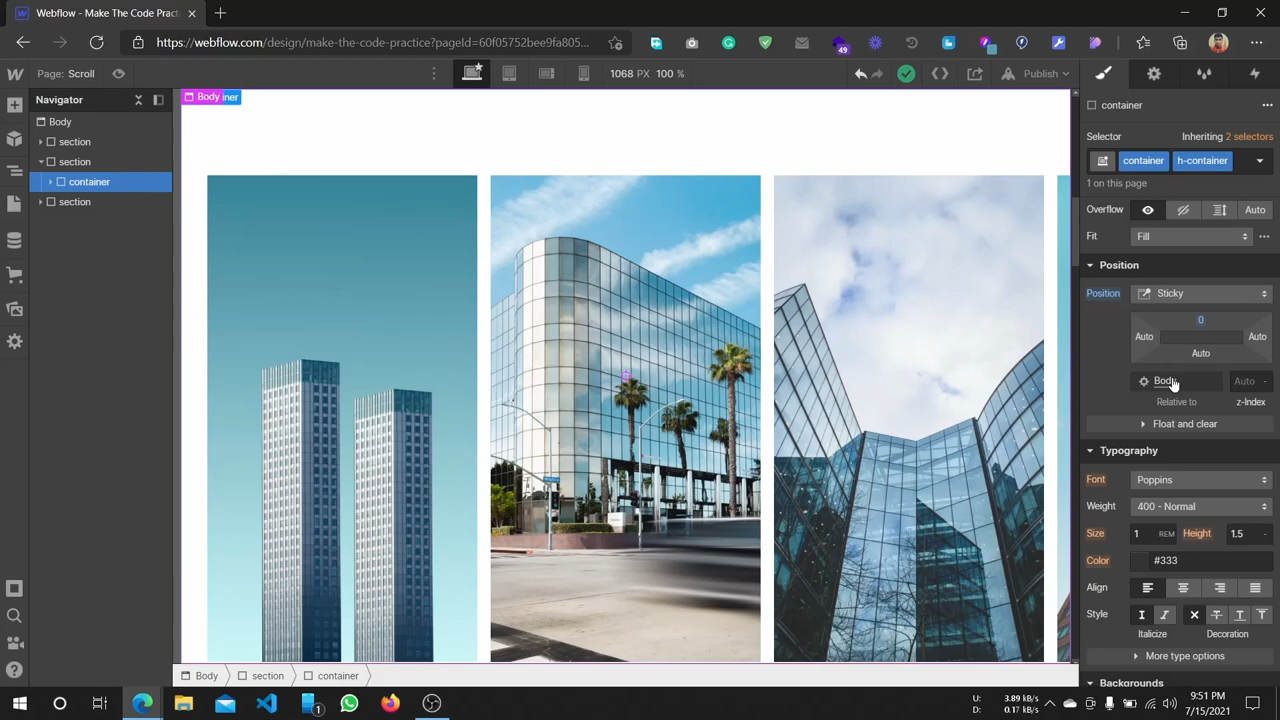 Webflow - Make The Code Practi
https://webflow.com/design/make-the-code-practice?pageId=60f05752bee9fa805...
49
Page: Scroll
1068 PX 100 %
Publish
Navigator
Body
section
section
container
section
Body
iner
container
Selector
Inheriting 2 selectors
container
h-container
1 on this page
Overflow
Auto
Fit
Fill
Position
Position
Sticky
0
Auto
Auto
Auto
Body
Auto -
Relative to
z-Index
Float and clear
Typography
Font
Poppins
Weight
400 - Normal
Size
1 REM
Height
1.5 -
Color
#333
Align
Style
Italicize
Decoration
More type options
Backgrounds
Body
section
container
U: 3.89 kB/s
D: 0.17 kB/s
9:51 PM
7/15/2021